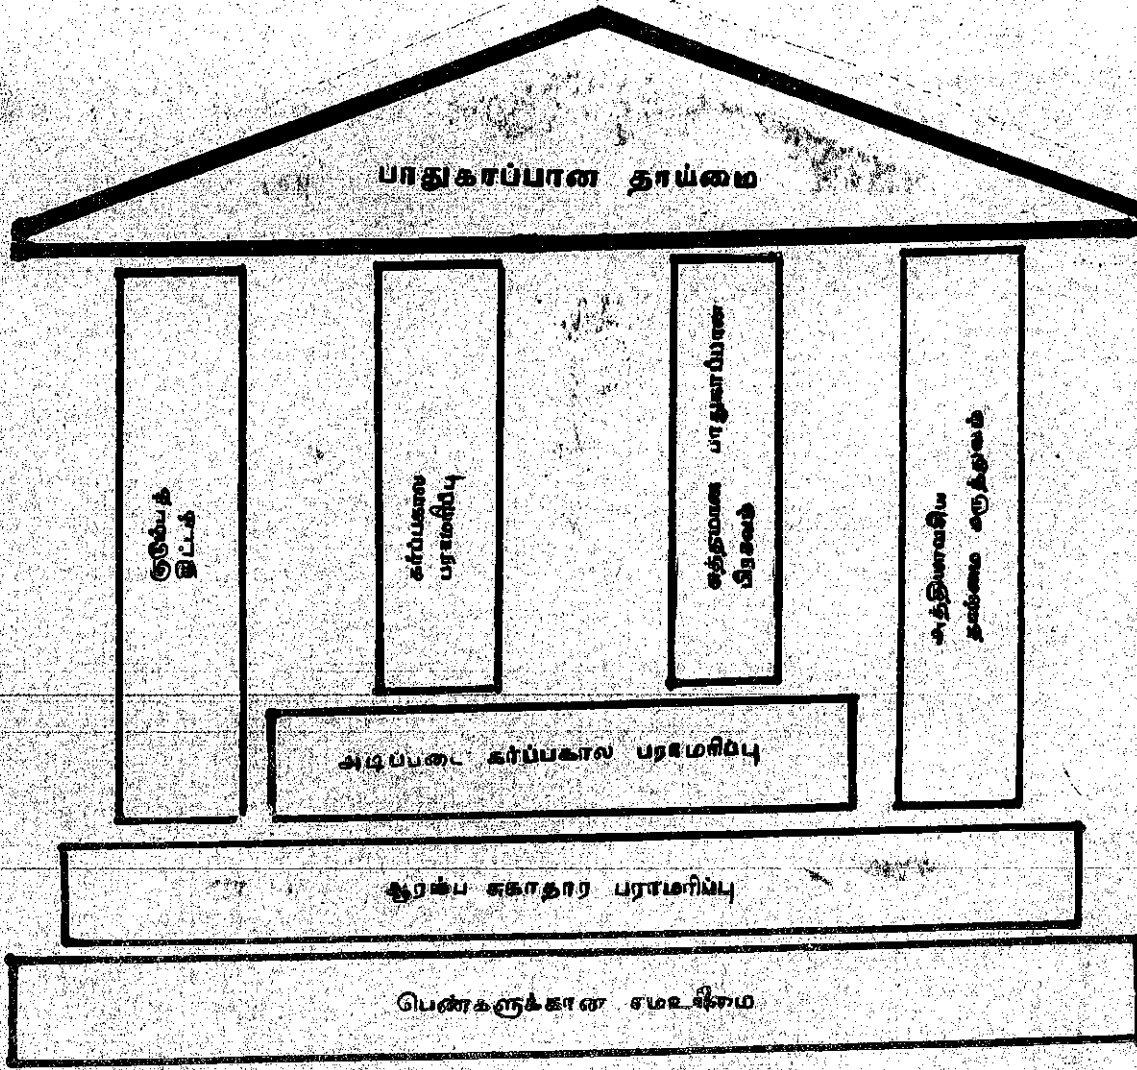 பாதுகாப்பான தாய்மை
குடும்பத்
திட்டம்
கர்ப்பகால
பராமரிப்பு
சுத்தமான பாதுகாப்பான
பிரசவம்
அத்தியாவசிய
தன்மை மருத்துவம்
அடிப்படை கர்ப்பகால பராமரிப்பு
ஆரம்ப சுகாதார பராமரிப்பு
பெண்களுக்கான சமஉரிமை